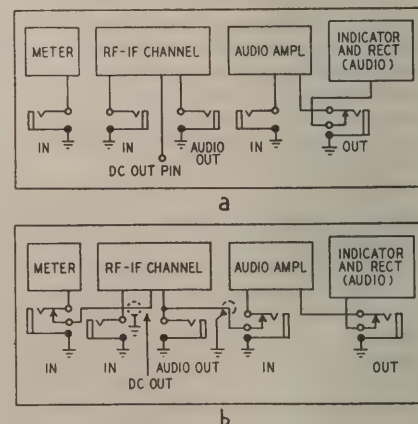 METER
RF-IF CHANNEL
AUDIO AMPL
INDICATOR
AND RECT
(AUDIO)
IN
IN
AUDIO
OUT
IN
OUT
DC OUT PIN
a
METER
RF-IF CHANNEL
AUDIO AMPL
INDICATOR
AND RECT
(AUDIO)
IN
IN
AUDIO OUT
IN
OUT
DC OUT
b